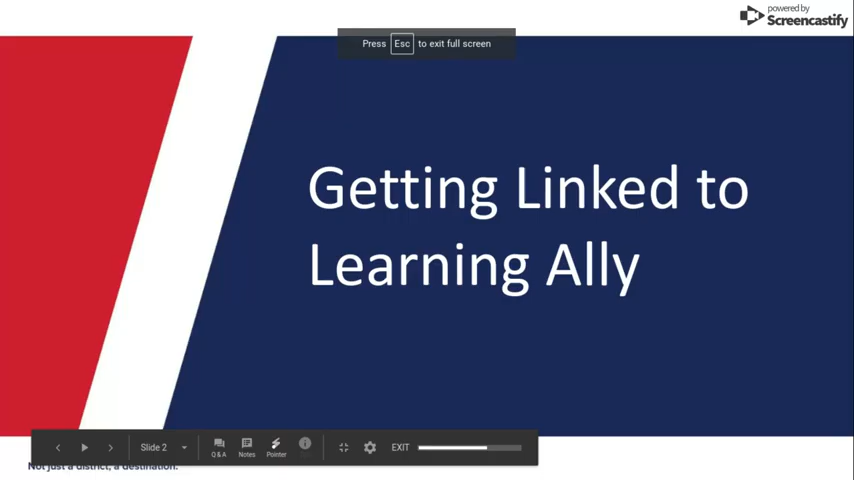 powered by
Screencastify
Press Esc to exit full screen
Getting Linked to
Learning Ally
Slide 2
Q & A
Notes
Pointer
EXIT
Not just a district, a destination.